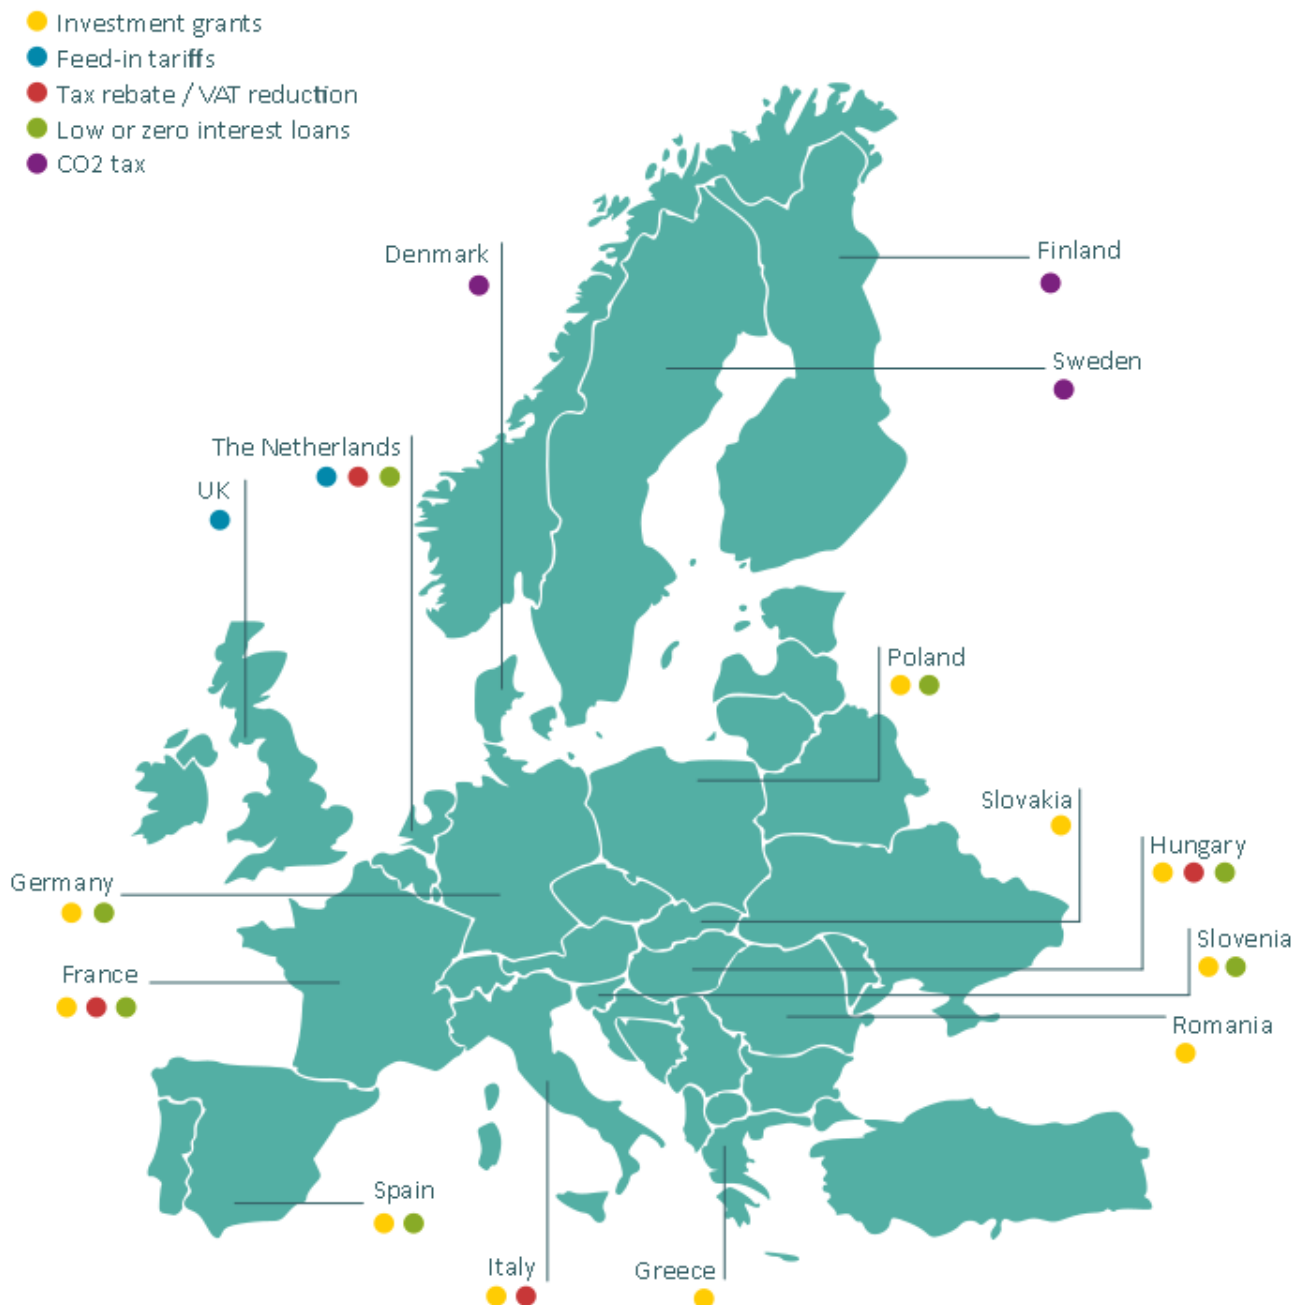 Investment grants
Feed-in tariffs
Tax rebate / VAT reduction
Low or zero interest loans
CO2 tax
Denmark
Finland
Sweden
The Netherlands
UK
Poland
Slovakia
Hungary
Germany
Slovenia
France
Romania
Spain
Italy
Greece